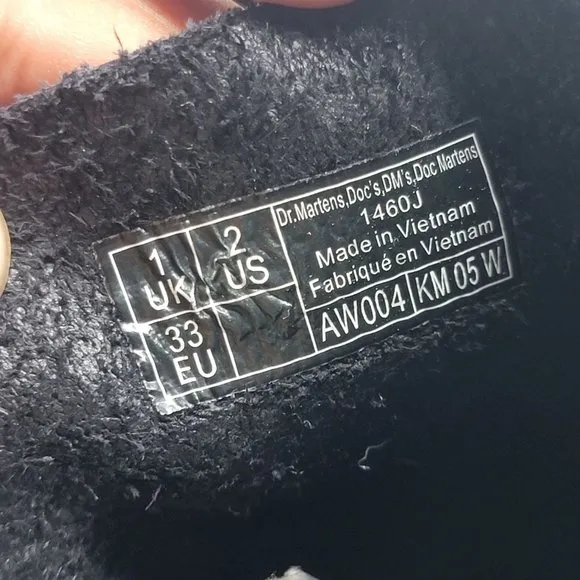 1
UK
2
US
33
EU
Dr.Martens,Doc's,DM's,Doc Martens
1460J
Made in Vietnam
Fabriqué en Vietnam
AW004
KM 05 W